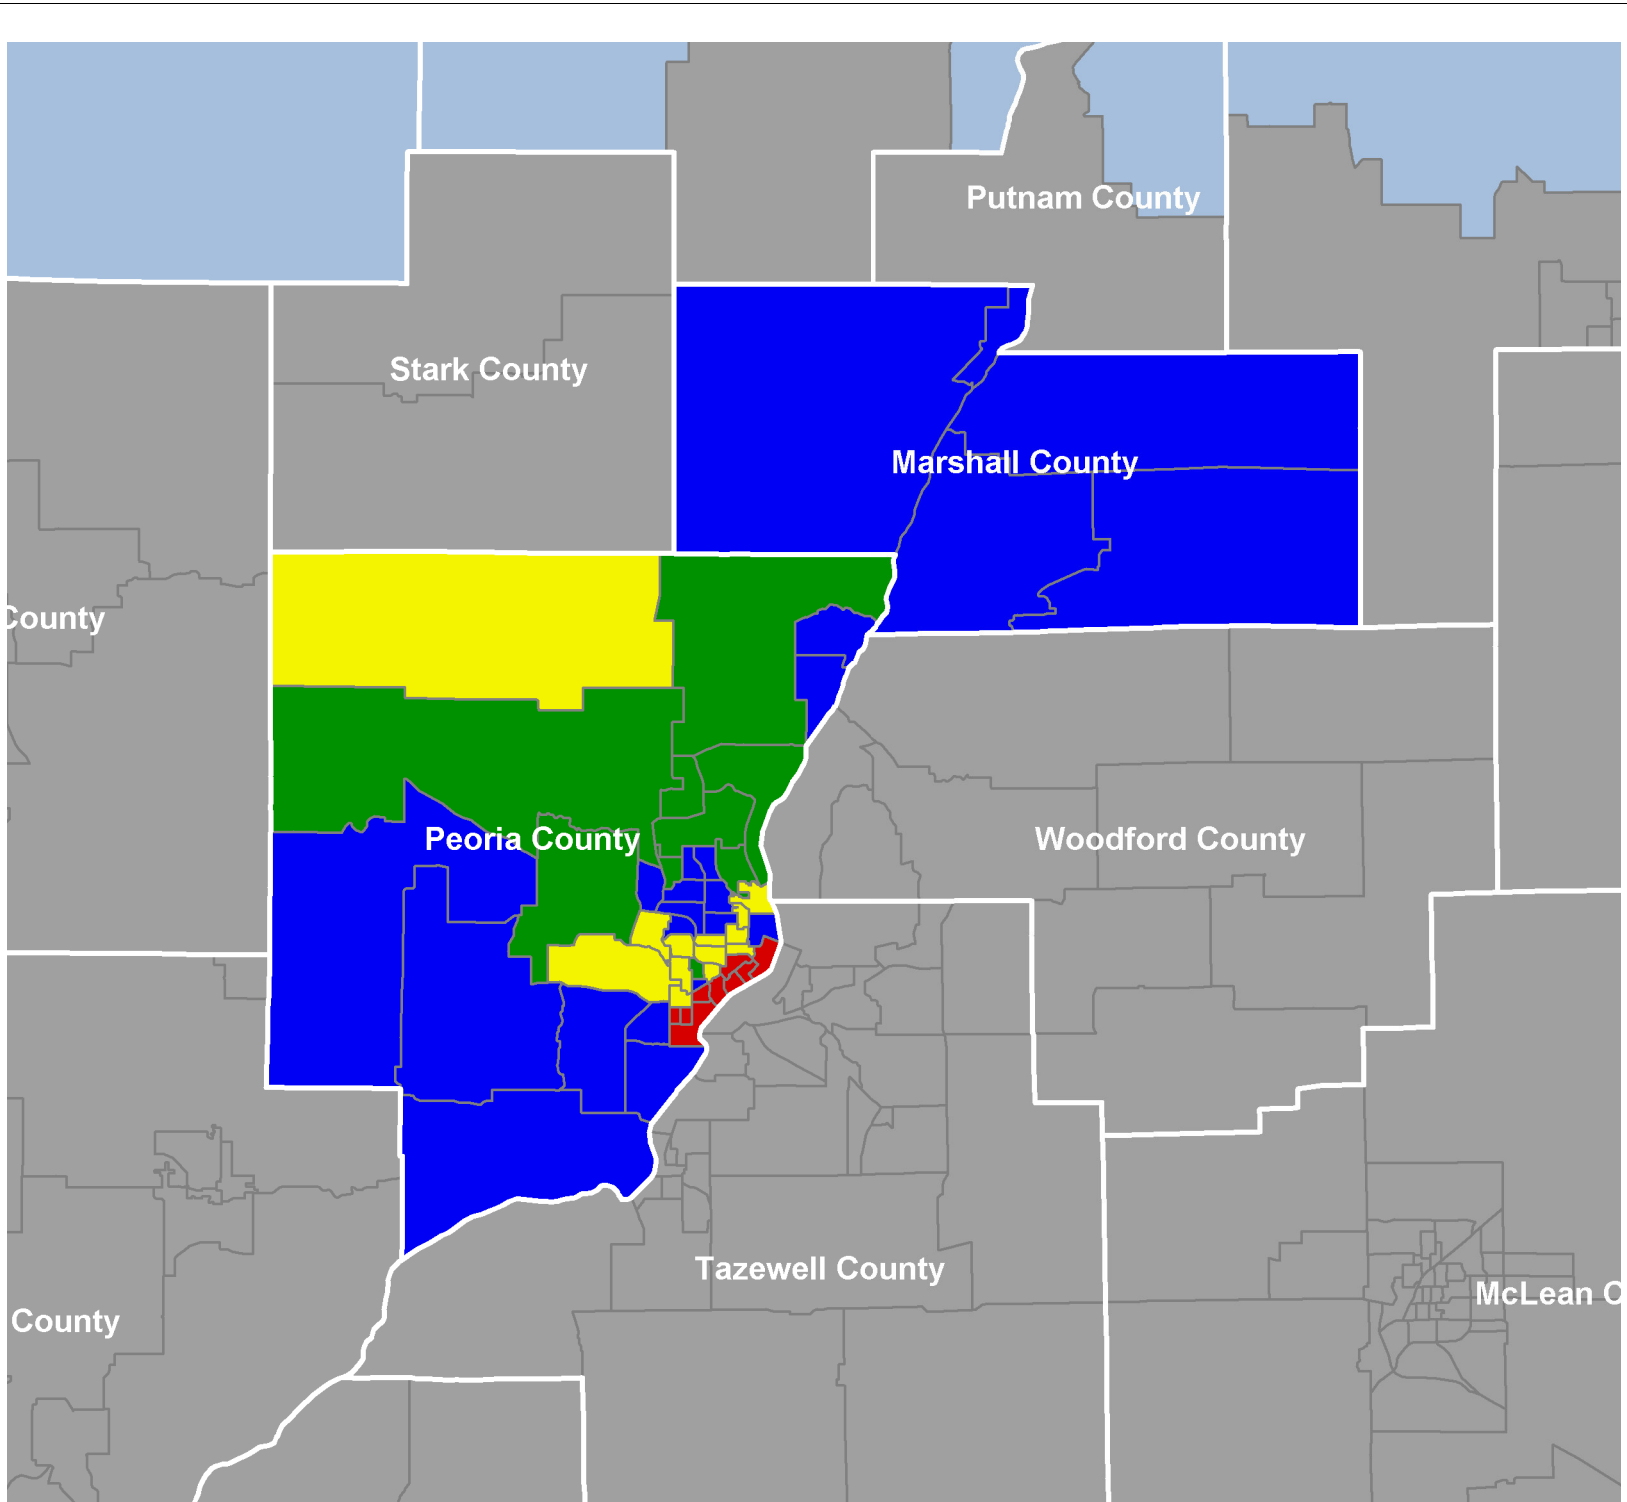 Putnam County
Stark County
Marshall County
County
Peoria County
Woodford County
Tazewell County
McLean C
County